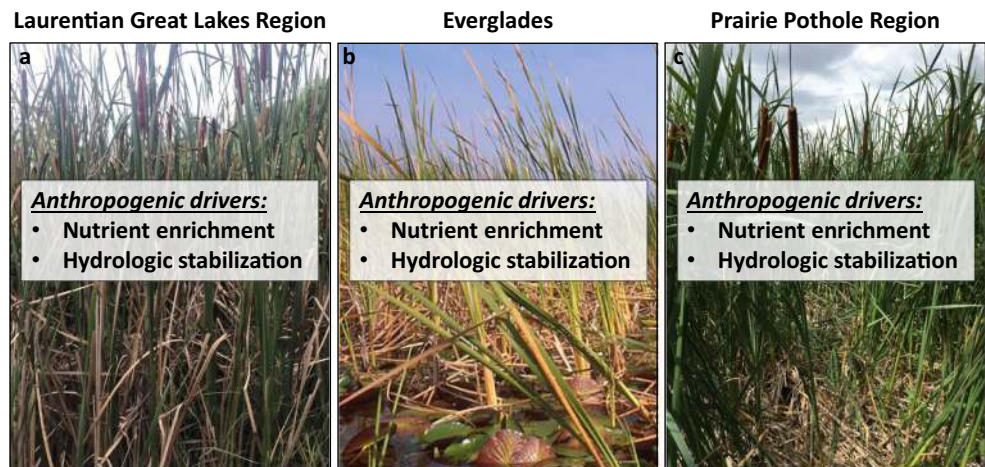 Laurentian Great Lakes Region
Everglades
Prairie Pothole Region
a
Anthropogenic drivers:
• Nutrient enrichment
• Hydrologic stabilization
b
Anthropogenic drivers:
• Nutrient enrichment
• Hydrologic stabilization
c
Anthropogenic drivers:
• Nutrient enrichment
• Hydrologic stabilization